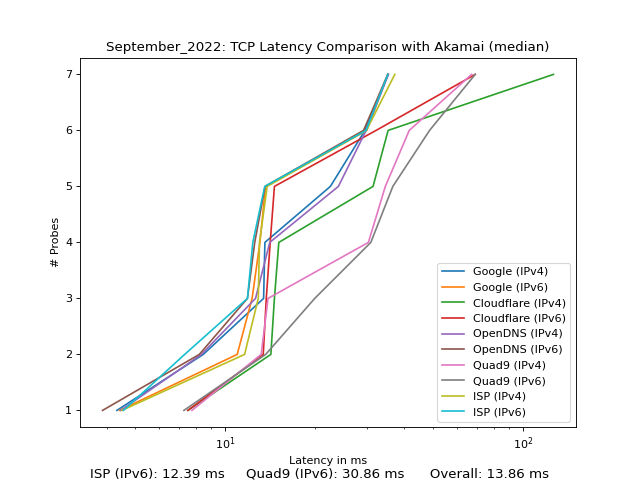 September_2022: TCP Latency Comparison with Akamai (median)
7
6
5
4
3
2
1
# Probes
Google (IPv4)
Google (IPv6)
Cloudflare (IPv4)
Cloudflare (IPv6)
OpenDNS (IPv4)
OpenDNS (IPv6)
Quad9 (IPv4)
Quad9 (IPv6)
ISP (IPv4)
ISP (IPv6)
10¹ 10²
Latency in ms
ISP (IPv6): 12.39 ms Quad9 (IPv6): 30.86 ms Overall: 13.86 ms